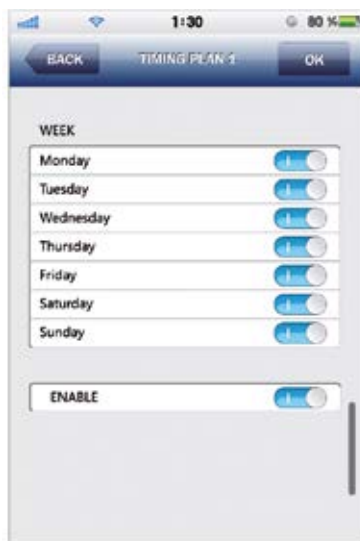 1:30 80 %
BACK TIMING PLAN 1 OK
WEEK
Monday
Tuesday
Wednesday
Thursday
Friday
Saturday
Sunday
ENABLE